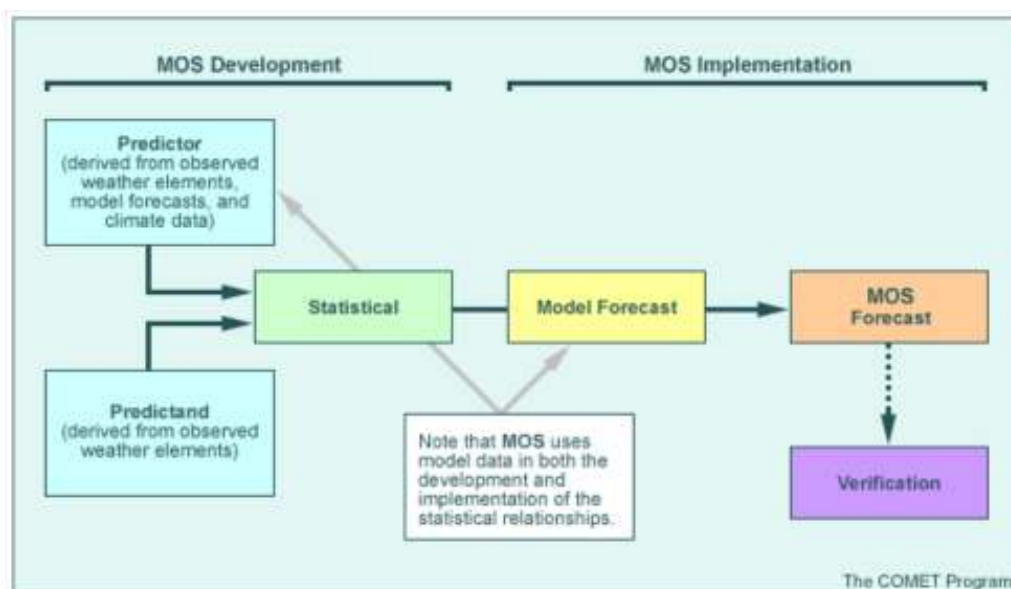 MOS Development
MOS Implementation
Predictor
(derived from observed
weather elements,
model forecasts, and
climate data)
Statistical
Model Forecast
MOS
Forecast
Predictand
(derived from observed
weather elements)
Note that MOS uses
model data in both the
development and
implementation of the
statistical relationships.
Verification
The COMET Program